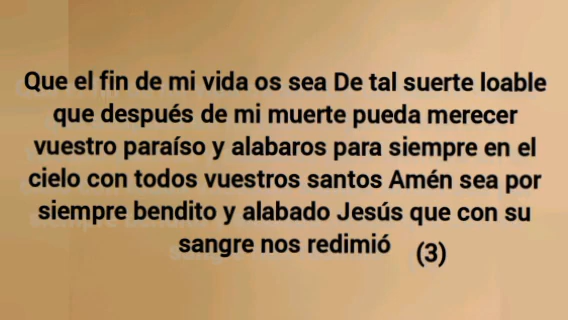 Que el fin de mi vida os sea De tal suerte loable
que después de mi muerte pueda merecer
vuestro paraíso y alabaros para siempre en el
cielo con todos vuestros santos Amén sea por
siempre bendito y alabado Jesús que con su
sangre nos redimió (3)